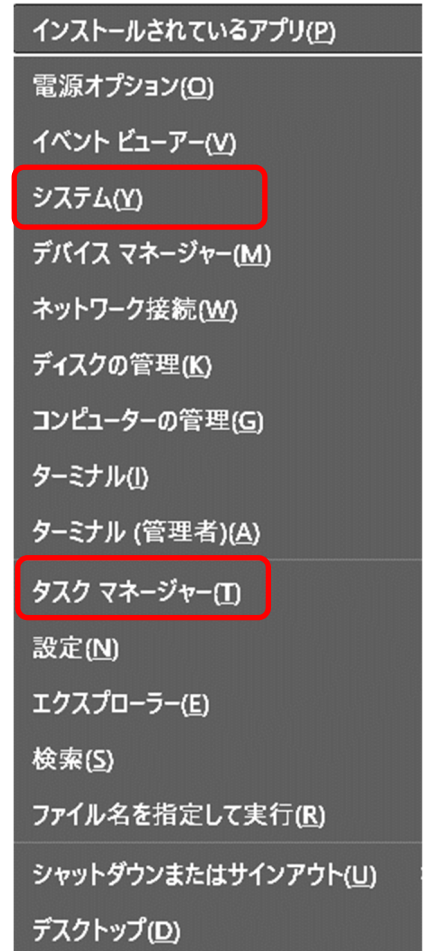 インストールされているアプリ(P)
電源オプション(O)
イベント ビューアー(V)
システム(Y)
デバイス マネージャー(M)
ネットワーク接続(W)
ディスクの管理(K)
コンピューターの管理(G)
ターミナル(I)
ターミナル (管理者)(A)
タスク マネージャー(T)
設定(N)
エクスプローラー(E)
検索(S)
ファイル名を指定して実行(R)
シャットダウンまたはサインアウト(U)
デスクトップ(D)